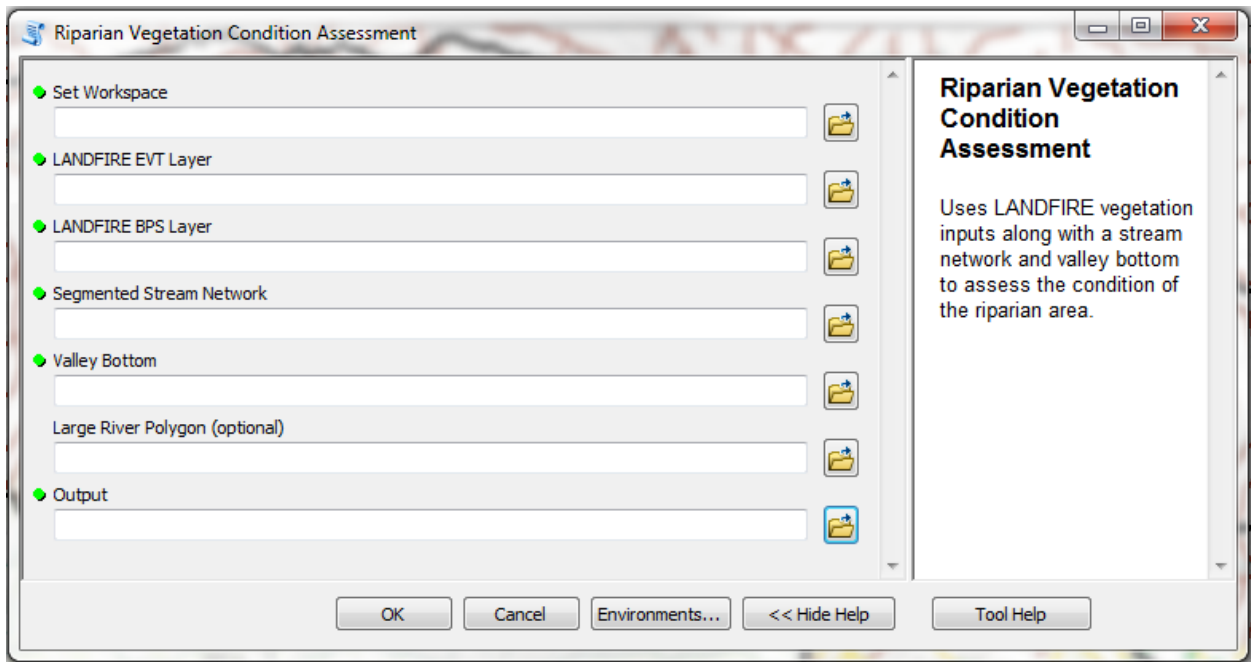 Riparian Vegetation Condition Assessment
Set Workspace
LANDFIRE EVT Layer
LANDFIRE BPS Layer
Segmented Stream Network
Valley Bottom
Large River Polygon (optional)
Output
Riparian Vegetation
Condition
Assessment
Uses LANDFIRE vegetation
inputs along with a stream
network and valley bottom
to assess the condition of
the riparian area.
OK
Cancel
Environments...
<< Hide Help
Tool Help